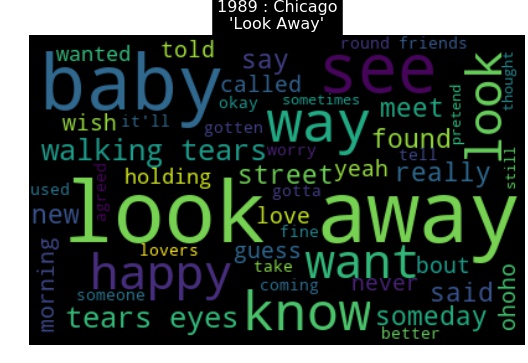 1989 : Chicago
'Look Away'
wanted told say round friends
baby see look thought
called okay sometimes way meet pretend
wish it'll gotten found
walking tears worry tell really still
used agreed holding street yeah
new look away love gotta fine
morning lovers guess want bout
happy take coming never said ohoho
someone know someday
tears eyes better